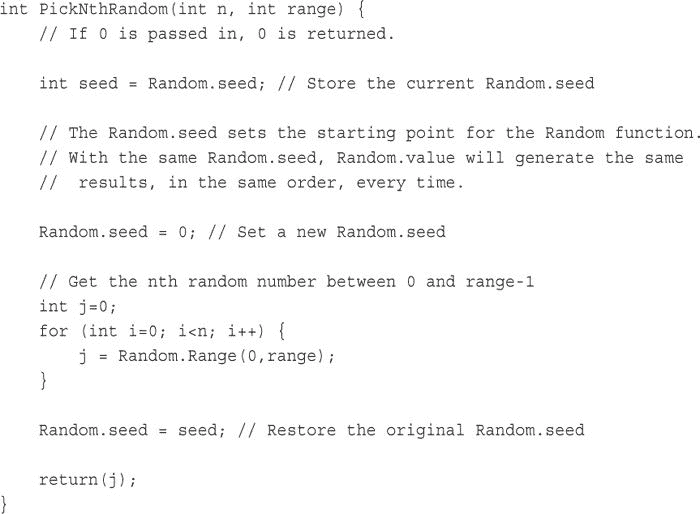 int PickNthRandom(int n, int range) {
    // If 0 is passed in, 0 is returned.

    int seed = Random.seed; // Store the current Random.seed

    // The Random.seed sets the starting point for the Random function.
    // With the same Random.seed, Random.value will generate the same
    //  results, in the same order, every time.

    Random.seed = 0; // Set a new Random.seed

    // Get the nth random number between 0 and range-1
    int j=0;
    for (int i=0; i<n; i++) {
        j = Random.Range(0,range);
    }

    Random.seed = seed; // Restore the original Random.seed

    return(j);
}